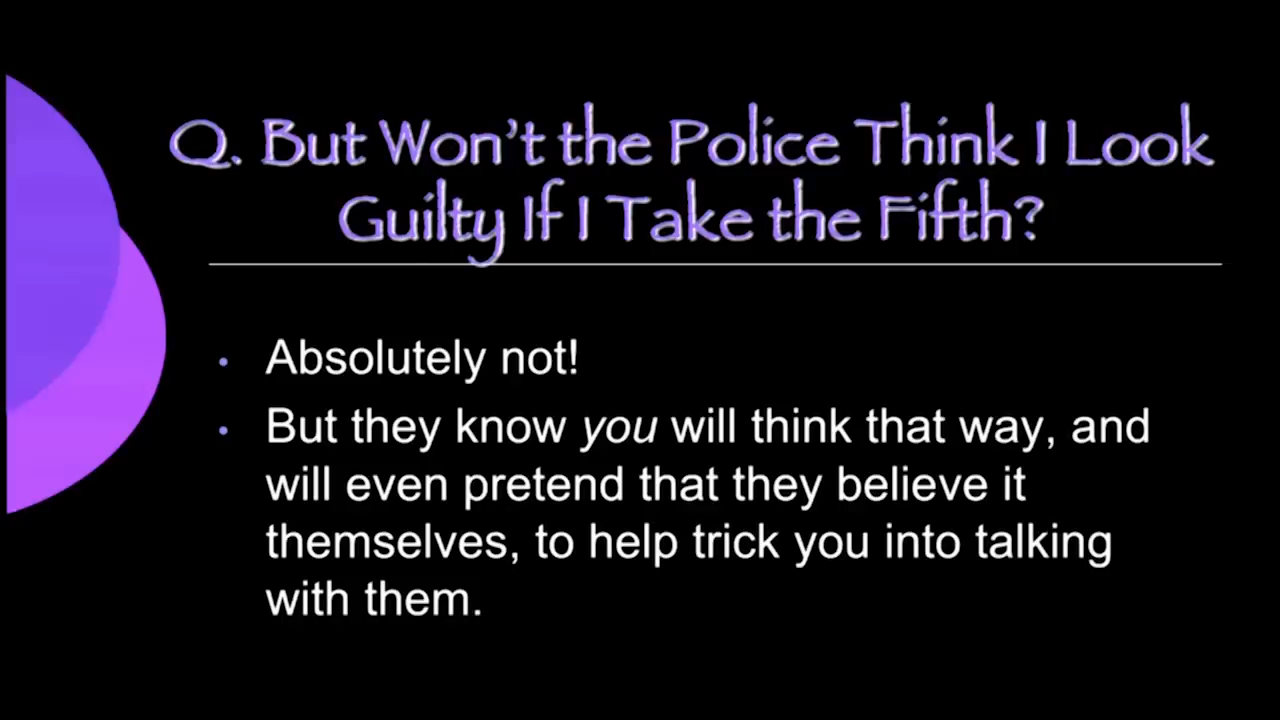 Q. But Won't the Police Think I Look
Guilty If I Take the Fifth?
• Absolutely not!
• But they know you will think that way, and
will even pretend that they believe it
themselves, to help trick you into talking
with them.